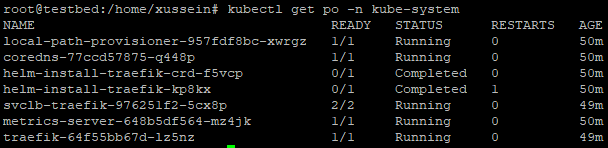 root@testbed:/home/xussein# kubectl get po -n kube-system
NAME READY STATUS RESTARTS AGE
local-path-provisioner-957fdf8bc-xwrgz 1/1 Running 0 50m
coredns-77ccd57875-q448p 1/1 Running 0 50m
helm-install-traefik-crd-f5vcp 0/1 Completed 0 50m
helm-install-traefik-kp8kx 0/1 Completed 1 50m
svclb-traefik-976251f2-5cx8p 2/2 Running 0 49m
metrics-server-648b5df564-mz4jk 1/1 Running 0 50m
traefik-64f55bb67d-lz5nz 1/1 Running 0 49m